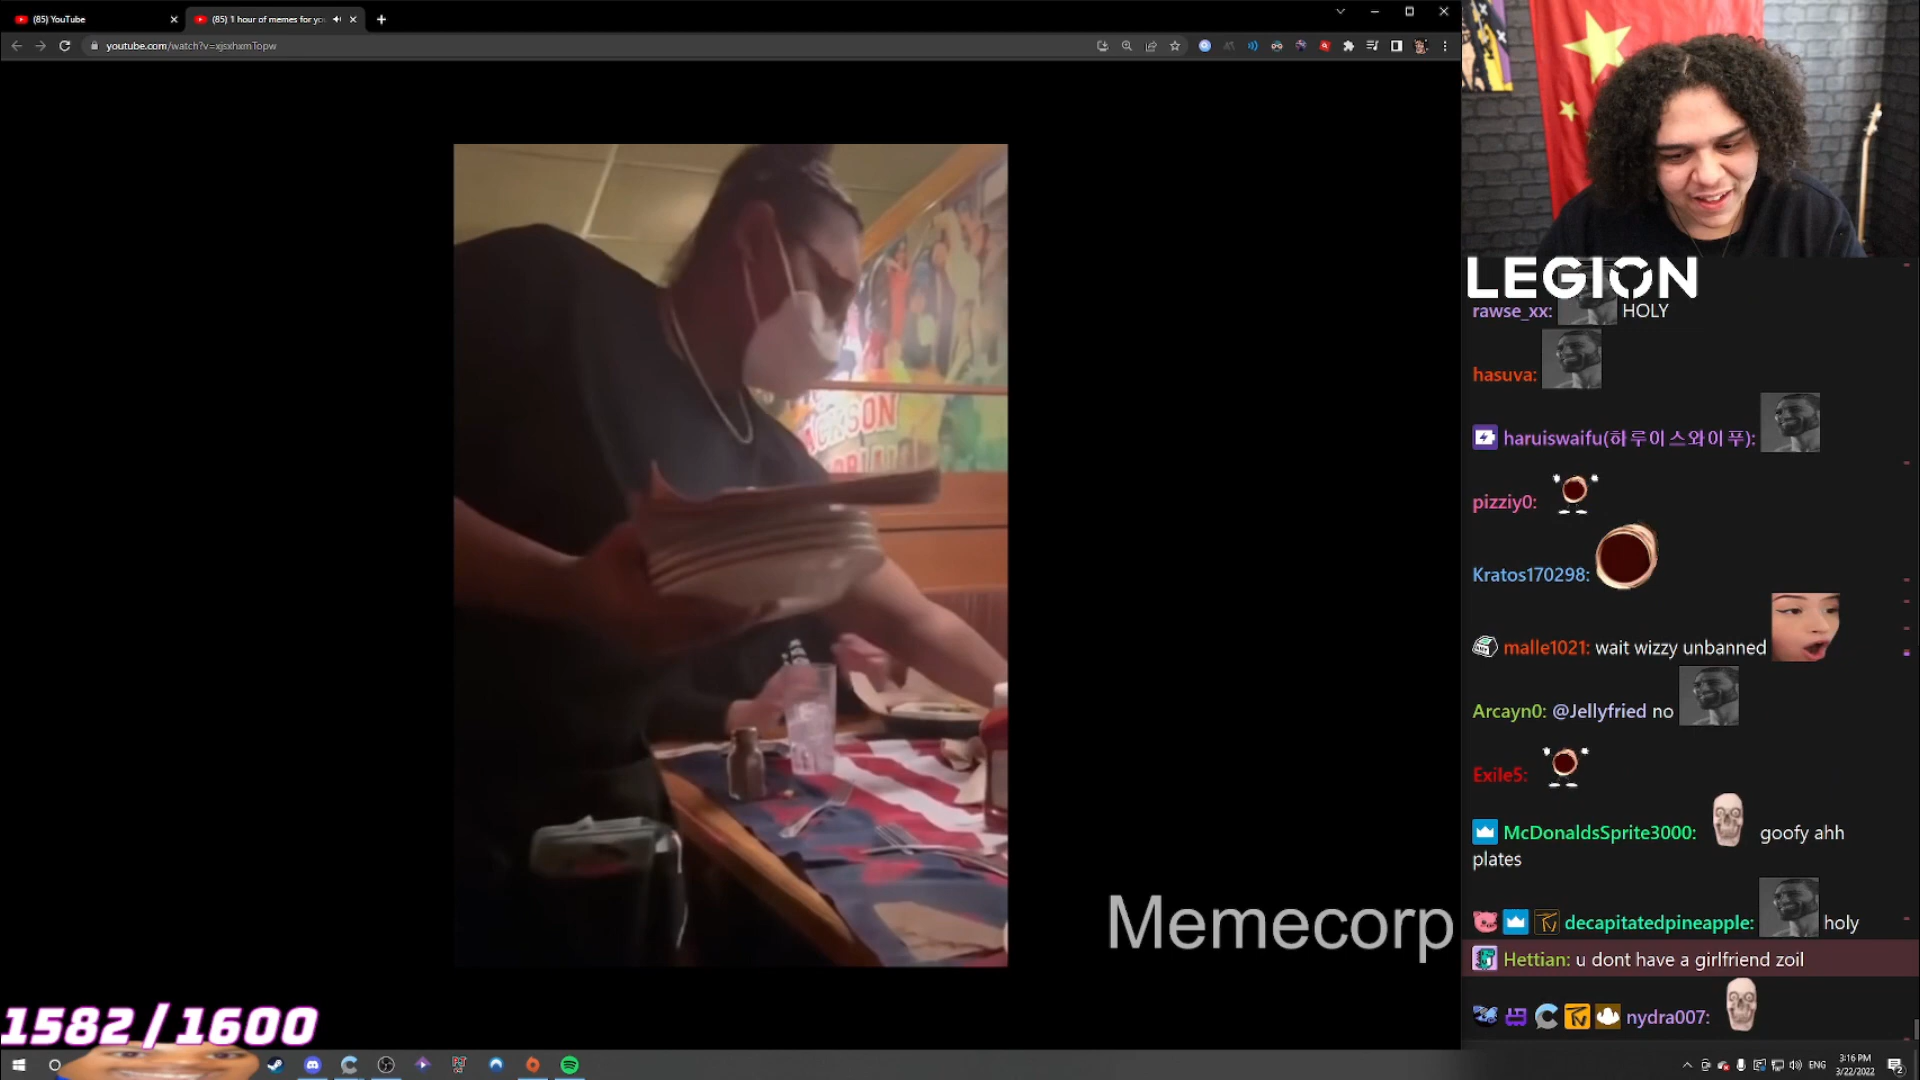 (85) YouTube
(85) 1 hour of memes for yo
youtube.com/watch?v=xjsxhxmTopw
LEGION
rawse_xx: HOLY
hasuva:
haruiswaifu(하루이스와이푸):
pizziy0:
Kratos170298:
malle1021: wait wizzy unbanned
Arcayn0: @Jellyfried no
Exile5:
McDonaldsSprite3000: goofy ahh
plates
decapitatedpineapple: holy
Hettian: u dont have a girlfriend zoil
nydra007:
Memecorp
1582/1600
ENG
3:16 PM
3/22/2022